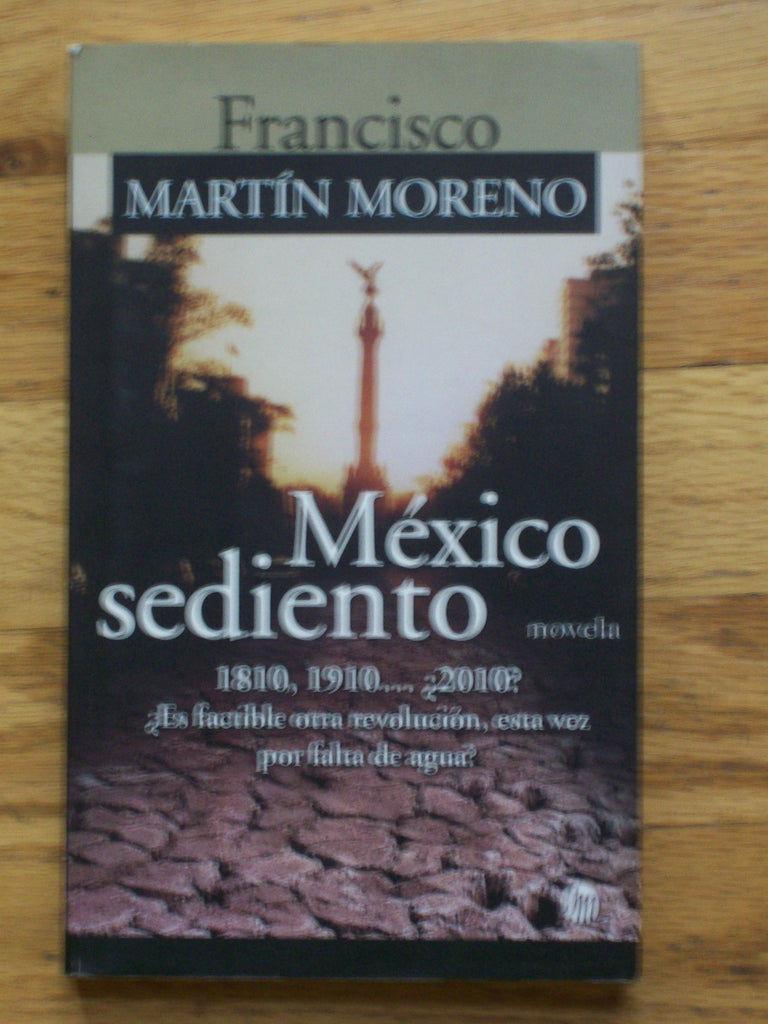 Francisco
MARTÍN MORENO
México
sediento
novela
1810, 1910... ¿2010?
¿Es factible otra revolución, esta vez
por falta de agua?